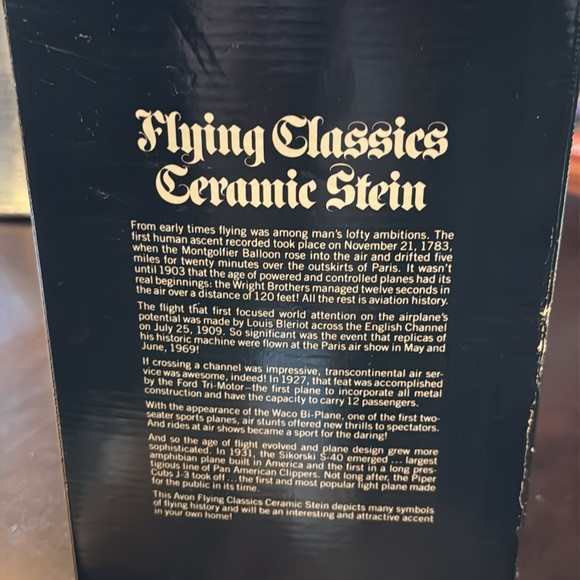 Flying Classics
Ceramic Stein
From early times flying was among man's lofty ambitions. The
first human ascent recorded took place on November 21, 1783,
when the Montgolfier Balloon rose into the air and drifted five
miles for twenty minutes over the outskirts of Paris. It wasn't
until 1903 that the age of powered and controlled planes had its
real beginnings: the Wright Brothers managed twelve seconds in
the air over a distance of 120 feet! All the rest is aviation history.
The flight that first focused world attention on the airplane's
potential was made by Louis Bleriot across the English Channel
on July 25, 1909. So significant was the event that replicas of
his historic machine were flown at the Paris air show in May and
June, 1969!
If crossing a channel was impressive, transcontinental air ser-
vice was awesome, indeed! In 1927, that feat was accomplished
by the Ford Tri-Motor—the first plane to incorporate all metal
construction and have the capacity to carry 12 passengers.
With the appearance of the Waco Bi-Plane, one of the first two-
seater sports planes, air stunts offered new thrills to spectators.
And rides at air shows became a sport for the daring!
And so the age of flight evolved and plane design grew more
sophisticated. In 1931, the Sikorski S-40 emerged ... largest
amphibian plane built in America and the first in a long pres-
tigious line of Pan American Clippers. Not long after, the Piper
Cubs J-3 took off ... the first and most popular light plane made
for the public in its time.
This Avon Flying Classics Ceramic Stein depicts many symbols
of flying history and will be an interesting and attractive accent
in your own home!